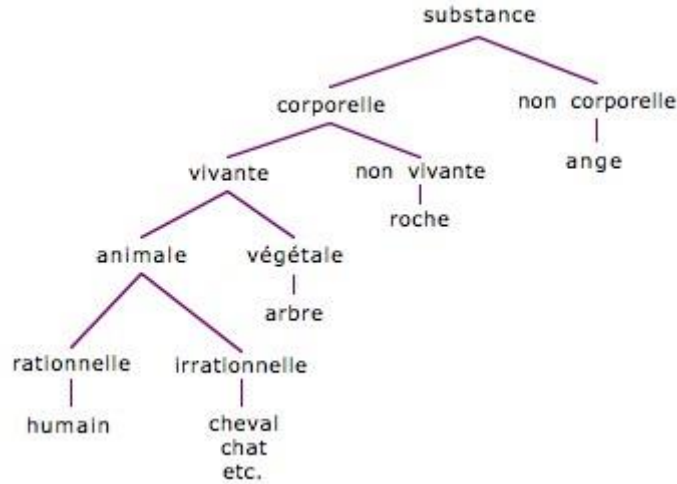 substance
corporelle
non corporelle
ange
vivante
non vivante
roche
animale
végétale
arbre
rationnelle
irrationnelle
humain
cheval
chat
etc.